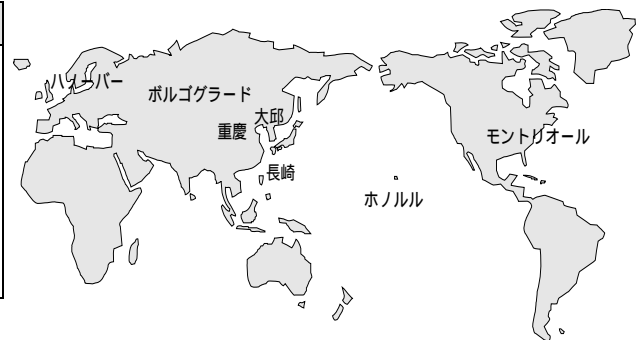 ハノーバー
ボルゴグラード
大邱
重慶
モントリオール
長崎
ホノルル